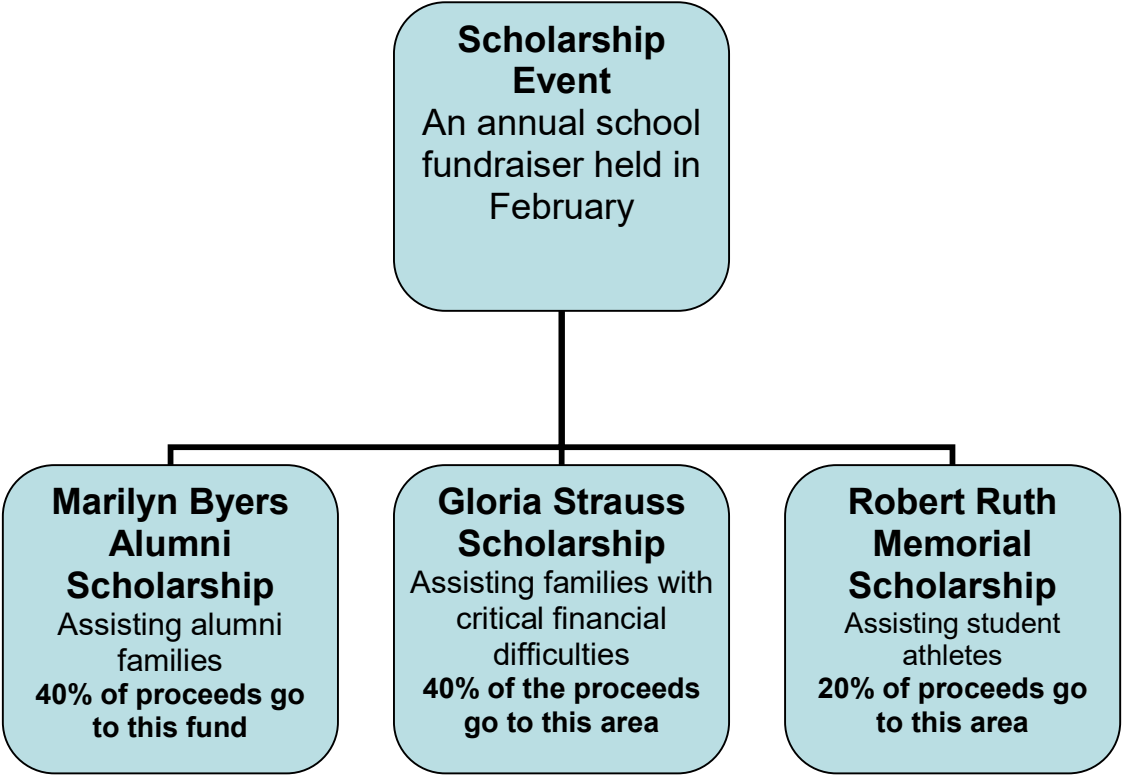 Scholarship
Event
An annual school
fundraiser held in
February
Marilyn Byers
Alumni
Scholarship
Assisting alumni
families
40% of proceeds go
to this fund
Gloria Strauss
Scholarship
Assisting families with
critical financial
difficulties
40% of the proceeds
go to this area
Robert Ruth
Memorial
Scholarship
Assisting student
athletes
20% of proceeds go
to this area